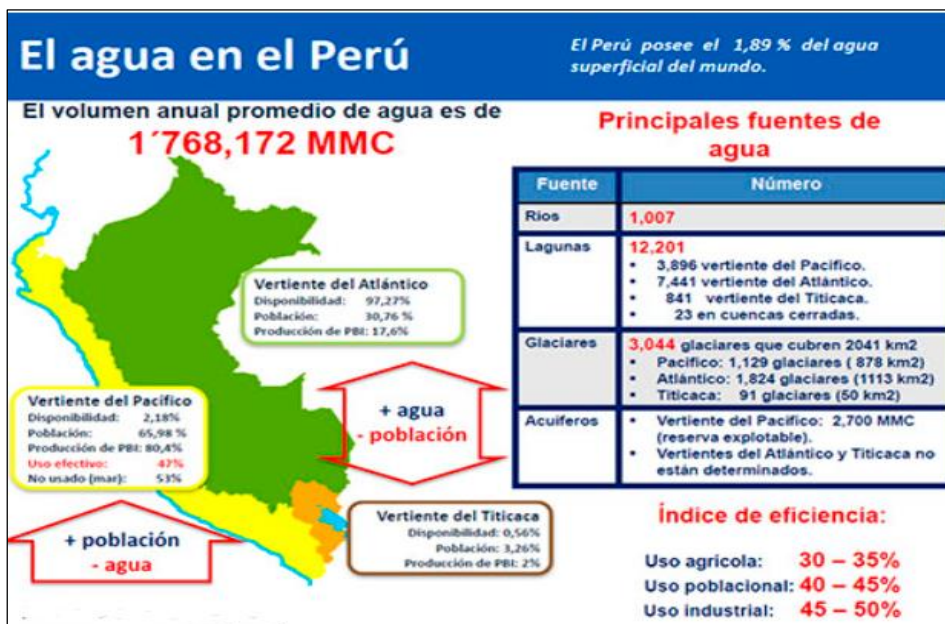 El agua en el Perú
El Perú posee el 1,89 % del agua
superficial del mundo.
El volumen anual promedio de agua es de
1´768,172 MMC
Vertiente del Atlántico
Disponibilidad: 97,27%
Población: 30,76 %
Producción de PBI: 17,6%
Vertiente del Pacífico
Disponibilidad: 2,18%
Población: 65,98 %
Producción de PBI: 80,4%
Uso efectivo: 47%
No usado (mar): 53%
+ agua
- población
+ población
- agua
Vertiente del Titicaca
Disponibilidad: 0,56%
Población: 3,26%
Producción de PBI: 2%
Principales fuentes de
agua
Fuente Número
Rios 1,007
Lagunas 12,201
• 3,896 vertiente del Pacífico.
• 7,441 vertiente del Atlántico.
• 841 vertiente del Titicaca.
• 23 en cuencas cerradas.
Glaciares 3,044 glaciares que cubren 2041 km2
• Pacífico: 1,129 glaciares ( 878 km2)
• Atlántico: 1,824 glaciares (1113 km2)
• Titicaca: 91 glaciares (50 km2)
Acuiferos • Vertiente del Pacifico: 2,700 MMC
(reserva explotable).
• Vertientes del Atlántico y Titicaca no
están determinados.
Índice de eficiencia:
Uso agrícola: 30 – 35%
Uso poblacional: 40 – 45%
Uso industrial: 45 – 50%